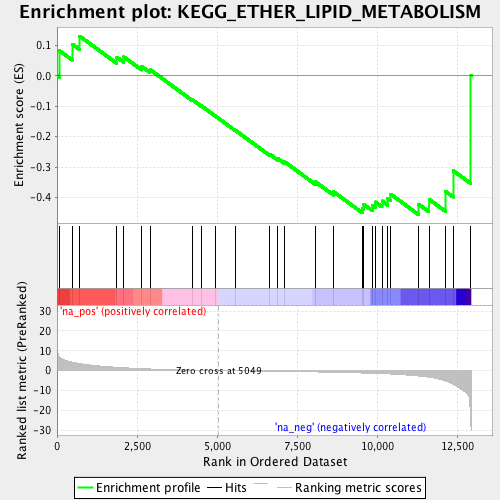 Enrichment plot: KEGG_ETHER_LIPID_METABOLISM
Enrichment score (ES)
0.1
0.0
-0.1
-0.2
-0.3
-0.4
'na_pos' (positively correlated)
Ranked list metric (PreRanked)
30
20
10
0
-10
-20
-30
Zero cross at 5049
'na_neg' (negatively correlated)
0
2,500
5,000
7,500
10,000
12,500
Rank in Ordered Dataset
Enrichment profile
Hits
Ranking metric scores